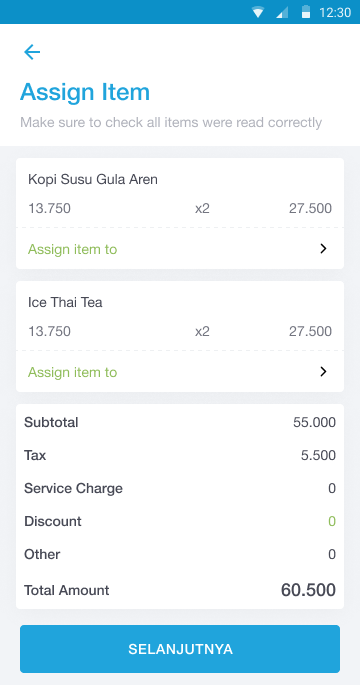 12:30
Assign Item
Make sure to check all items were read correctly
Kopi Susu Gula Aren
13.750 x2 27.500
Assign item to
Ice Thai Tea
13.750 x2 27.500
Assign item to
Subtotal 55.000
Tax 5.500
Service Charge 0
Discount 0
Other 0
Total Amount 60.500
SELANJUTNYA